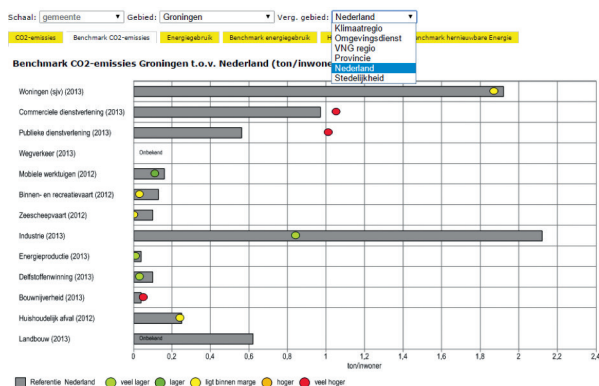 Schaal: gemeente Gebied: Groningen Verg. gebied: Nederland
Klimaatregio
Omgevingsdienst
VNG regio
Provincie
Nederland
Stedelijkheid
CO2-emissies Benchmark CO2-emissies Energiegebruik Benchmark energiegebruik H nchmark hernieuwbare Energie
Benchmark CO2-emissies Groningen t.o.v. Nederland (ton/inwone
Woningen (sjv) (2013)
Commerciele dienstverlening (2013)
Publieke dienstverlening (2013)
Wegverkeer (2013) Onbekend
Mobiele werktuigen (2012)
Binnen- en recreatievaart (2012)
Zeescheepvaart (2012)
Industrie (2013)
Energieproductie (2013)
Delfstoffenwinning (2013)
Bouwnijverheid (2013)
Huishoudelijk afval (2012)
Landbouw (2013) Onbekend
0 0,2 0,4 0,6 0,8 1 1,2 1,4 1,6 1,8 2 2,2 2,4
ton/inwoner
Referentie Nederland veel lager lager ligt binnen marge hoger veel hoger